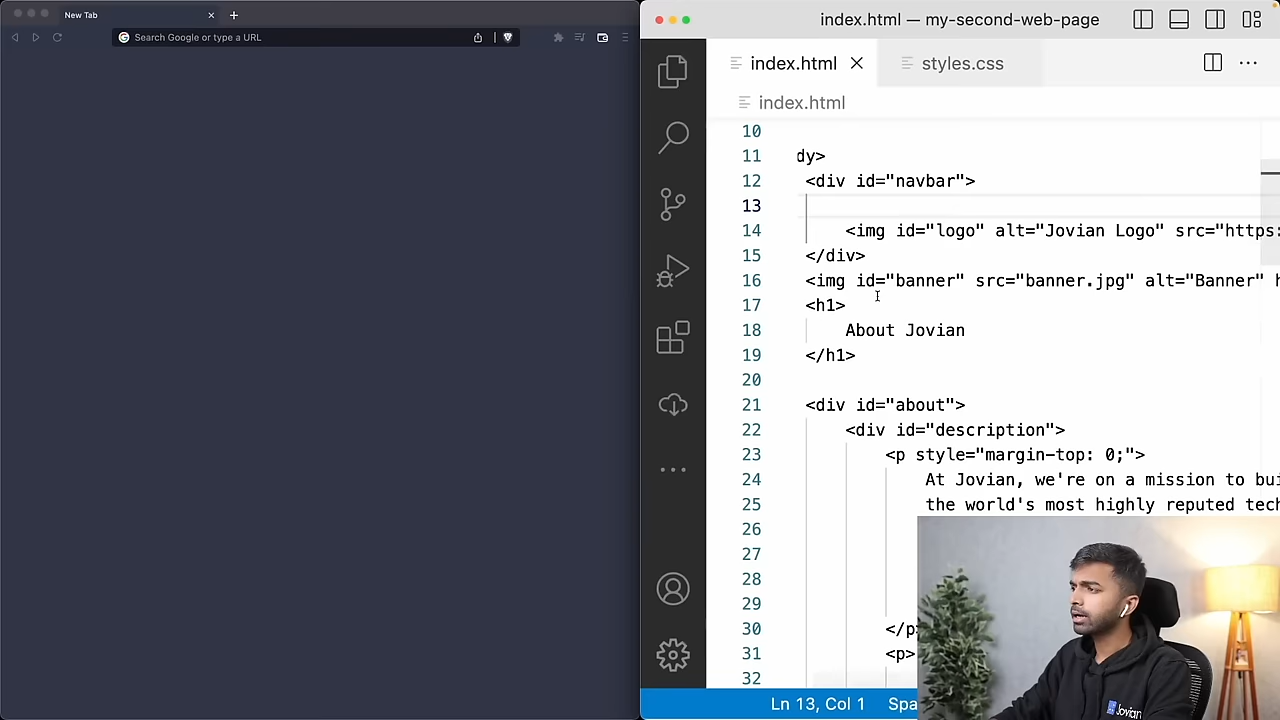 New Tab
Search Google or type a URL
index.html — my-second-web-page
index.html
styles.css
index.html
10
11 dy>
12 <div id="navbar">
13
14 <img id="logo" alt="Jovian Logo" src="https:
15 </div>
16 <img id="banner" src="banner.jpg" alt="Banner" h
17 <h1>
18 About Jovian
19 </h1>
20
21 <div id="about">
22 <div id="description">
23 <p style="margin-top: 0;">
24 At Jovian, we're on a mission to bui
25 the world's most highly reputed tech
26
27
28
29
30 </p
31 <p>
32
Ln 13, Col 1 Spa
Jovian